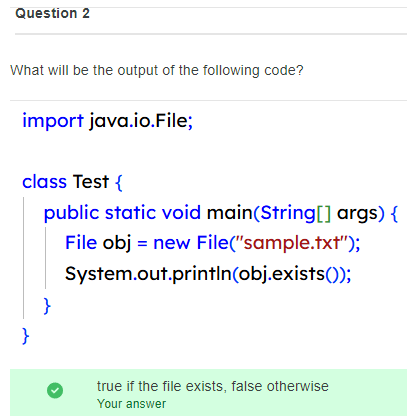 Question 2
What will be the output of the following code?
import java.io.File;
class Test {
public static void main(String[] args) {
File obj = new File("sample.txt");
System.out.println(obj.exists());
}
}
true if the file exists, false otherwise
Your answer